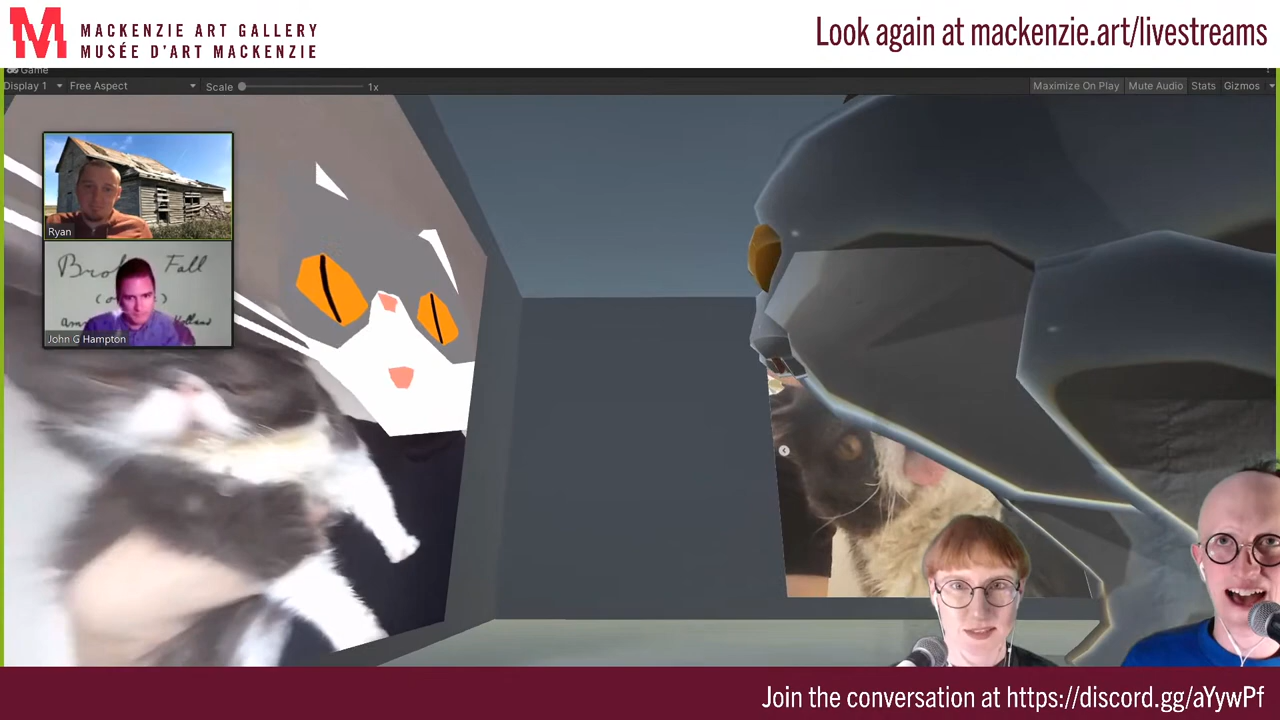 MACKENZIE ART GALLERY
MUSÉE D'ART MACKENZIE
Look again at mackenzie.art/livestreams
Game
Display 1
Free Aspect
Scale
1x
Maximize On Play
Mute Audio
Stats
Gizmos
Ryan
Fall
John G Hampton
Join the conversation at https://discord.gg/aYywPf